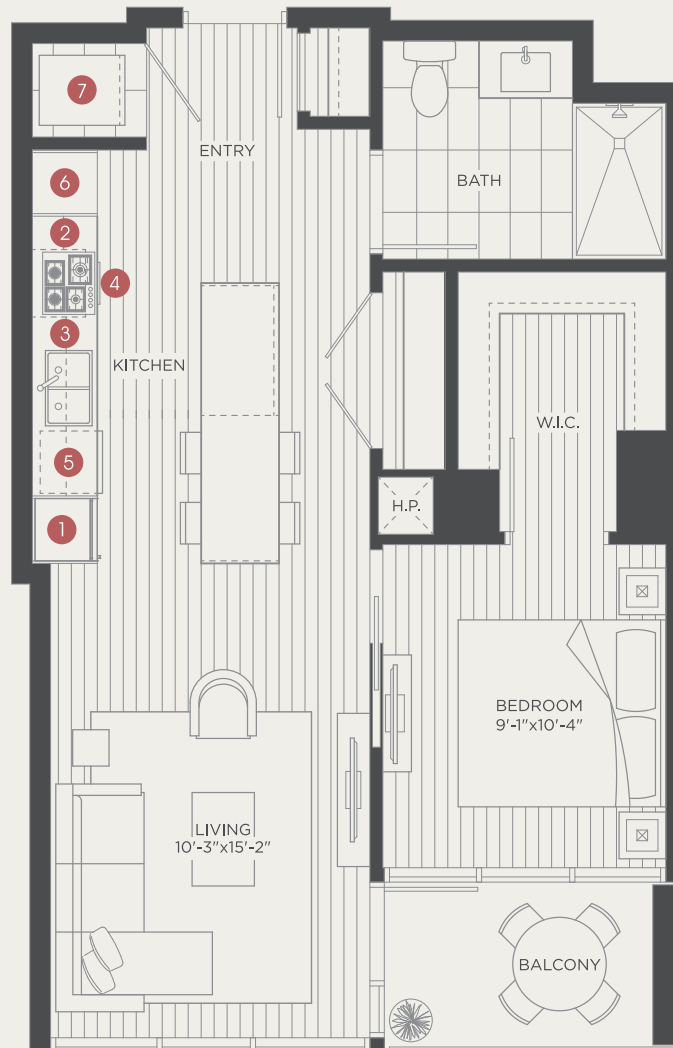 7
ENTRY
6
BATH
2
4
3
KITCHEN
W.I.C.
5
H.P.
1
BEDROOM
9'-1"x10'-4"
LIVING
10'-3"x15'-2"
BALCONY